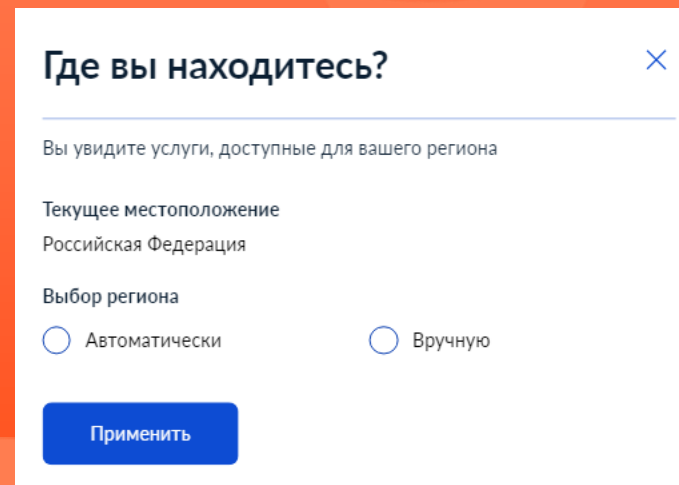 Где вы находитесь?
Вы увидите услуги, доступные для вашего региона
Текущее местоположение
Российская Федерация
Выбор региона
Автоматически Вручную
Применить